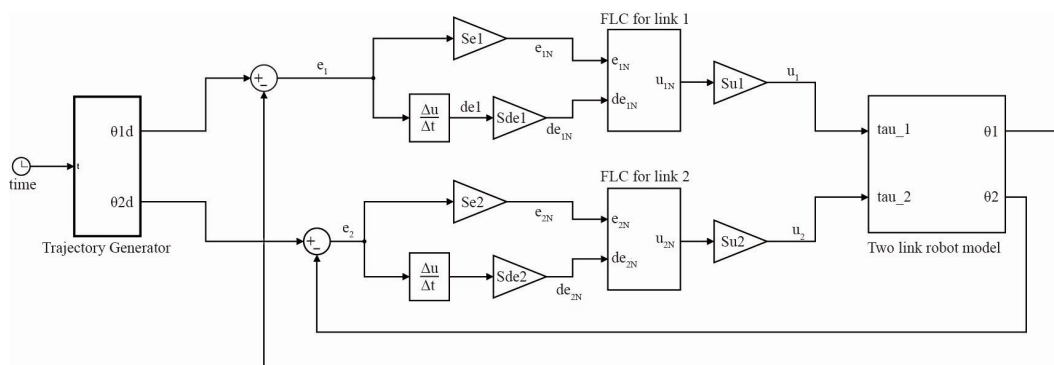 FLC for link 1
Se1
e1N
e1
e1N
u1N
de1N
Su1
u1
+
−
Δu
Δt
de1
Sde1
de1N
θ1d
tau_1
θ1
time
t
FLC for link 2
θ2d
Se2
e2N
tau_2
θ2
Trajectory Generator
e2
e2N
u2N
de2N
Su2
u2
Two link robot model
+
−
Δu
Δt
Sde2
de2N